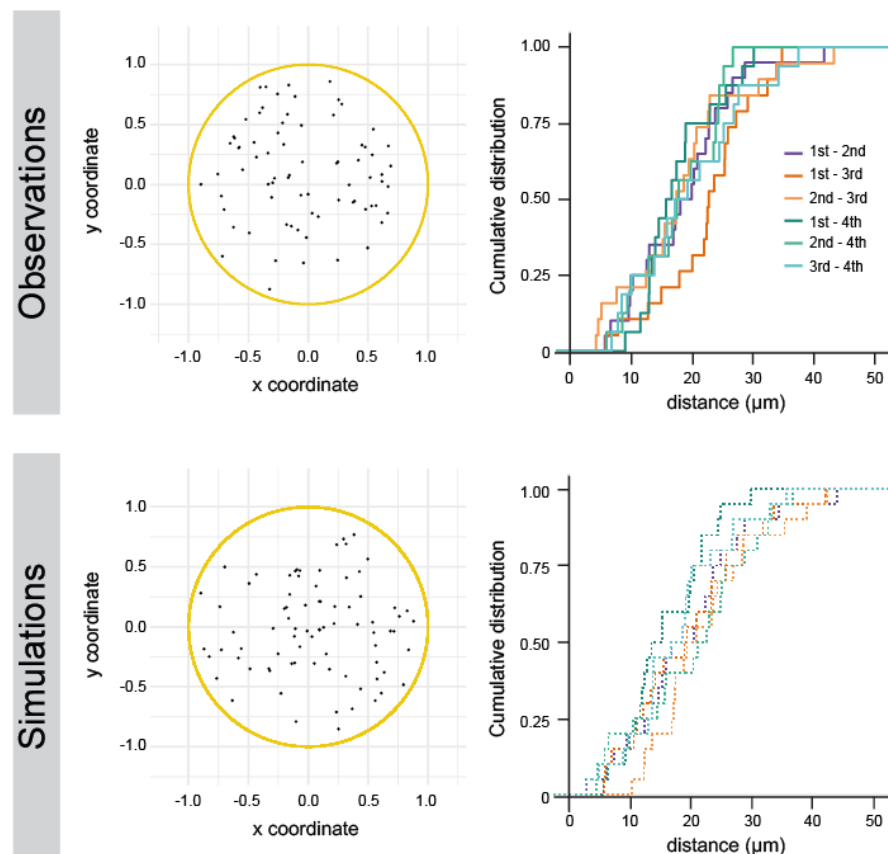 Observations
y coordinate
1.0
0.5
0.0
-0.5
-1.0
-1.0 -0.5 0.0 0.5 1.0
x coordinate
Cumulative distribution
1.00
0.75
0.50
0.25
0
0 10 20 30 40 50
distance (µm)
1st - 2nd
1st - 3rd
2nd - 3rd
1st - 4th
2nd - 4th
3rd - 4th
Simulations
y coordinate
1.0
0.5
0.0
-0.5
-1.0
-1.0 -0.5 0.0 0.5 1.0
x coordinate
Cumulative distribution
1.00
0.75
0.50
0.25
0
0 10 20 30 40 50
distance (µm)